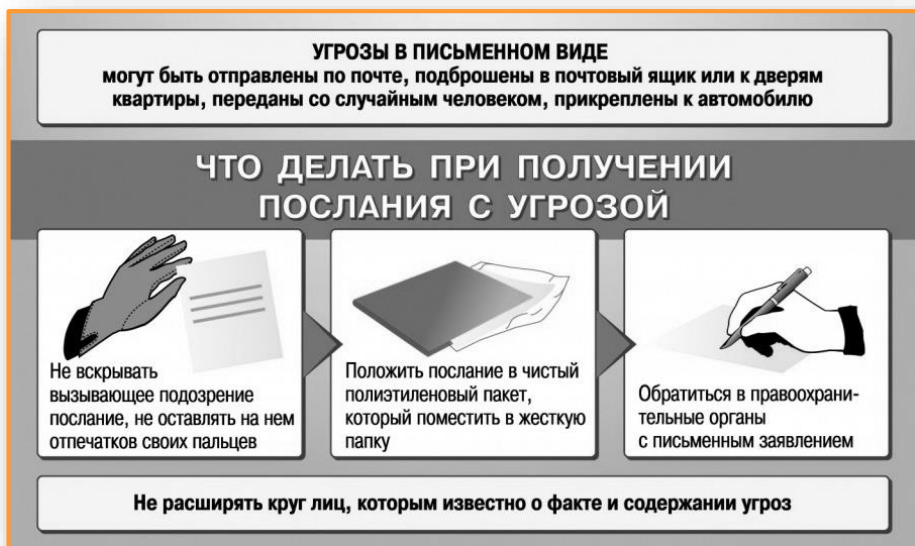 УГРОЗЫ В ПИСЬМЕННОМ ВИДЕ
могут быть отправлены по почте, подброшены в почтовый ящик или к дверям
квартиры, переданы со случайным человеком, прикреплены к автомобилю
ЧТО ДЕЛАТЬ ПРИ ПОЛУЧЕНИИ
ПОСЛАНИЯ С УГРОЗОЙ
Не вскрывать
вызывающее подозрение
послание, не оставлять на нем
отпечатков своих пальцев
Положить послание в чистый
полиэтиленовый пакет,
который поместить в жесткую
папку
Обратиться в правоохрани-
тельные органы
с письменным заявлением
Не расширять круг лиц, которым известно о факте и содержании угроз